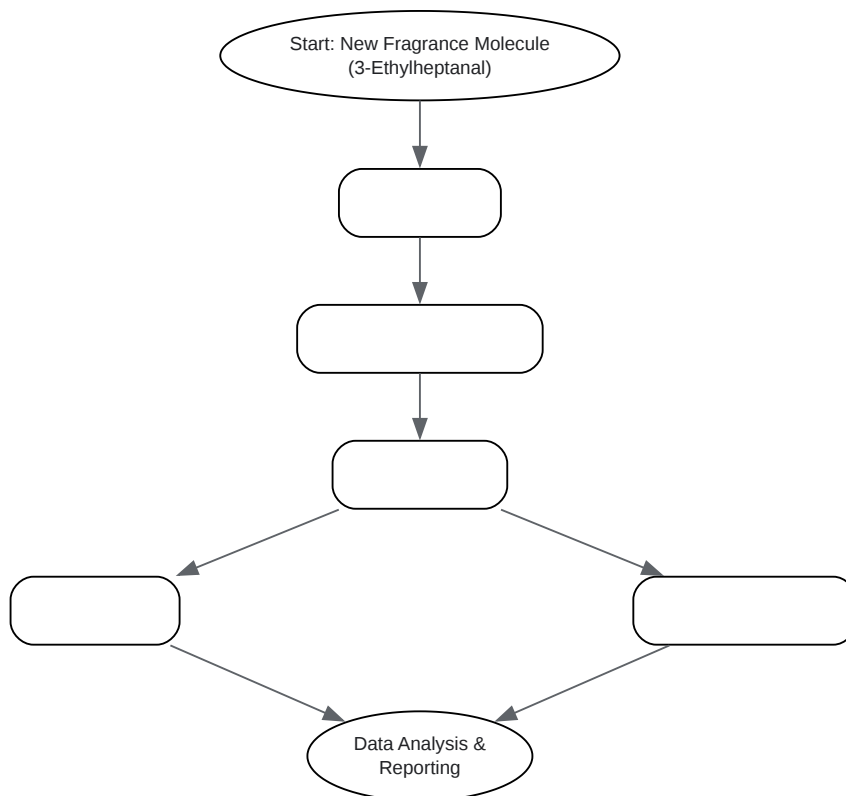 Start: New Fragrance Molecule
(3-Ethylheptanal)
Data Analysis &
Reporting